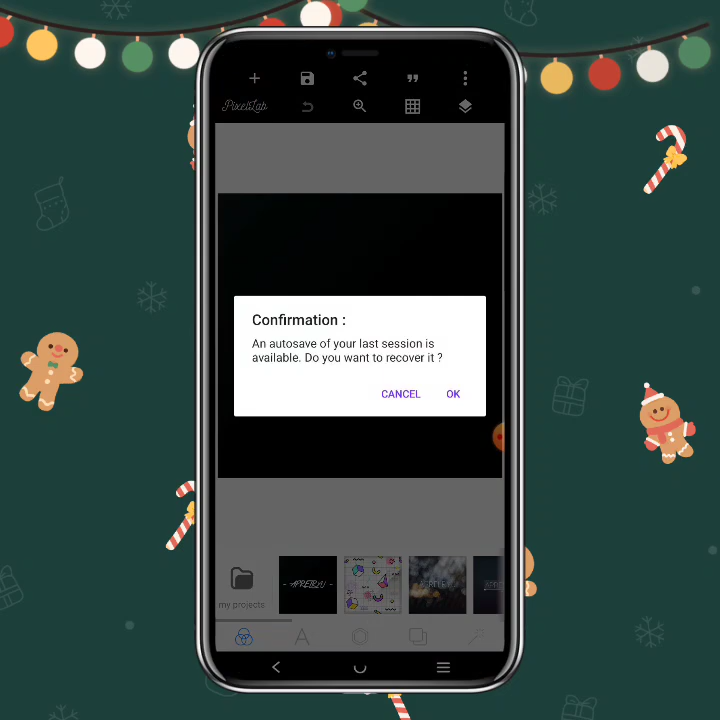 PixelLab
Confirmation :
An autosave of your last session is
available. Do you want to recover it ?
CANCEL OK
my projects